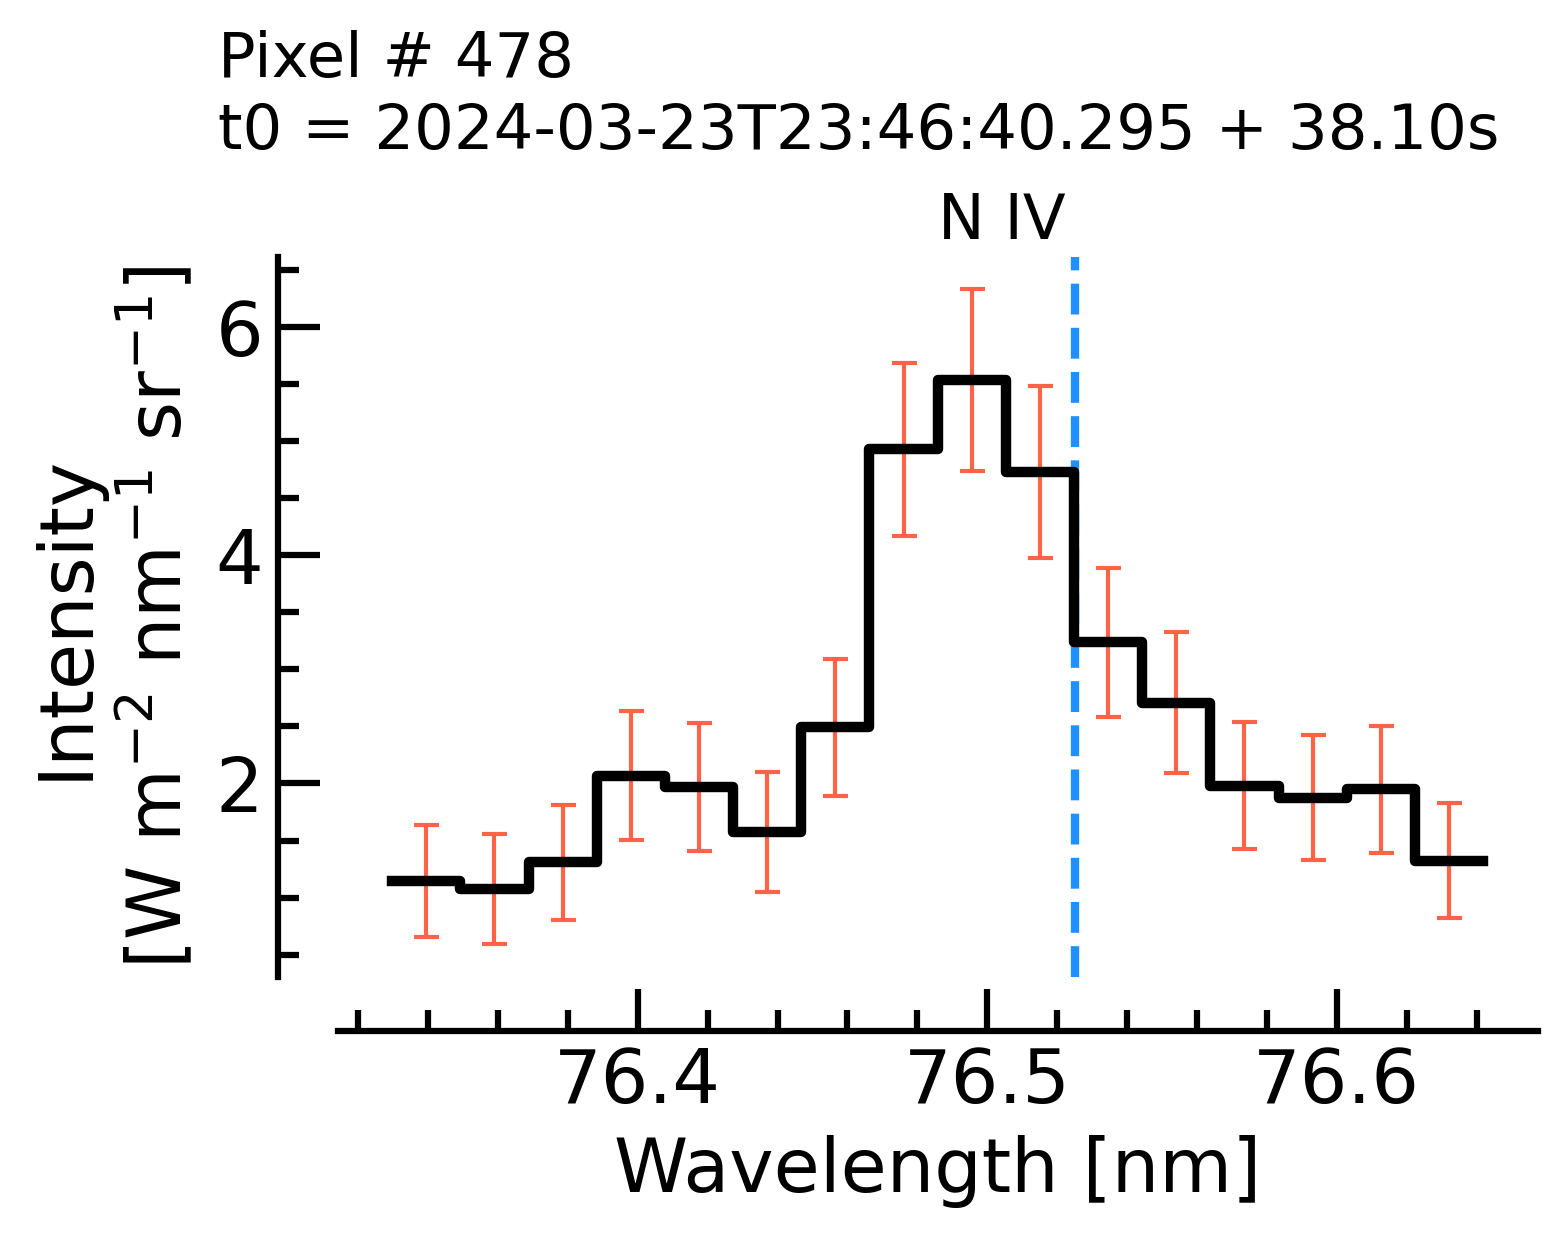 Pixel # 478
t0 = 2024-03-23T23:46:40.295 + 38.10s
N IV
Intensity
[W m⁻² nm⁻¹ sr⁻¹]
6
4
2
76.4 76.5 76.6
Wavelength [nm]